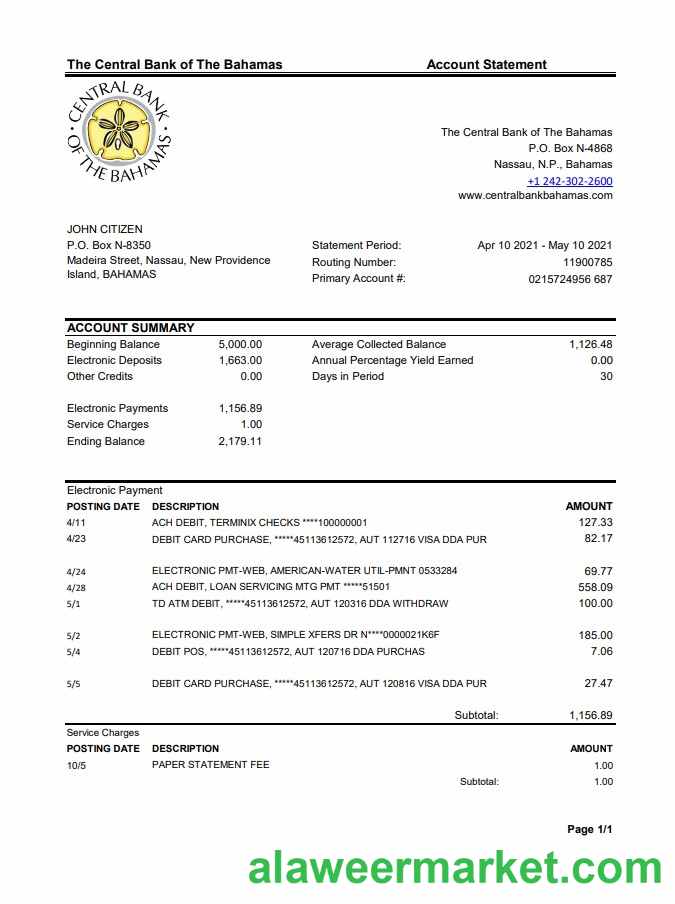 The Central Bank of The Bahamas Account Statement
CENTRAL BANK
OF THE BAHAMAS
The Central Bank of The Bahamas
P.O. Box N-4868
Nassau, N.P., Bahamas
+1 242-302-2600
www.centralbankbahamas.com
JOHN CITIZEN
P.O. Box N-8350
Madeira Street, Nassau, New Providence
Island, BAHAMAS
Statement Period: Apr 10 2021 - May 10 2021
Routing Number: 11900785
Primary Account #: 0215724956 687
ACCOUNT SUMMARY
Beginning Balance 5,000.00 Average Collected Balance 1,126.48
Electronic Deposits 1,663.00 Annual Percentage Yield Earned 0.00
Other Credits 0.00 Days in Period 30
Electronic Payments 1,156.89
Service Charges 1.00
Ending Balance 2,179.11
Electronic Payment
POSTING DATE DESCRIPTION AMOUNT
4/11 ACH DEBIT, TERMINIX CHECKS ****100000001 127.33
4/23 DEBIT CARD PURCHASE, *****45113612572, AUT 112716 VISA DDA PUR 82.17
4/24 ELECTRONIC PMT-WEB, AMERICAN-WATER UTIL-PMNT 0533284 69.77
4/28 ACH DEBIT, LOAN SERVICING MTG PMT *****51501 558.09
5/1 TD ATM DEBIT, *****45113612572, AUT 120316 DDA WITHDRAW 100.00
5/2 ELECTRONIC PMT-WEB, SIMPLE XFERS DR N****0000021K6F 185.00
5/4 DEBIT POS, *****45113612572, AUT 120716 DDA PURCHAS 7.06
5/5 DEBIT CARD PURCHASE, *****45113612572, AUT 120816 VISA DDA PUR 27.47
Subtotal: 1,156.89
Service Charges
POSTING DATE DESCRIPTION AMOUNT
10/5 PAPER STATEMENT FEE 1.00
Subtotal: 1.00
Page 1/1
alaweermarket.com